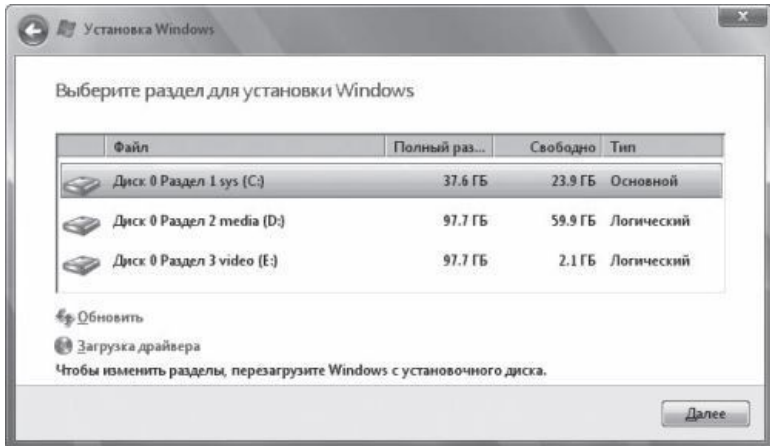 Установка Windows
Выберите раздел для установки Windows
Файл Полный раз... Свободно Тип
Диск 0 Раздел 1 sys (C:) 37.6 ГБ 23.9 ГБ Основной
Диск 0 Раздел 2 media (D:) 97.7 ГБ 59.9 ГБ Логический
Диск 0 Раздел 3 video (E:) 97.7 ГБ 2.1 ГБ Логический
Обновить
Загрузка драйвера
Чтобы изменить разделы, перезагрузите Windows с установочного диска.
Далее